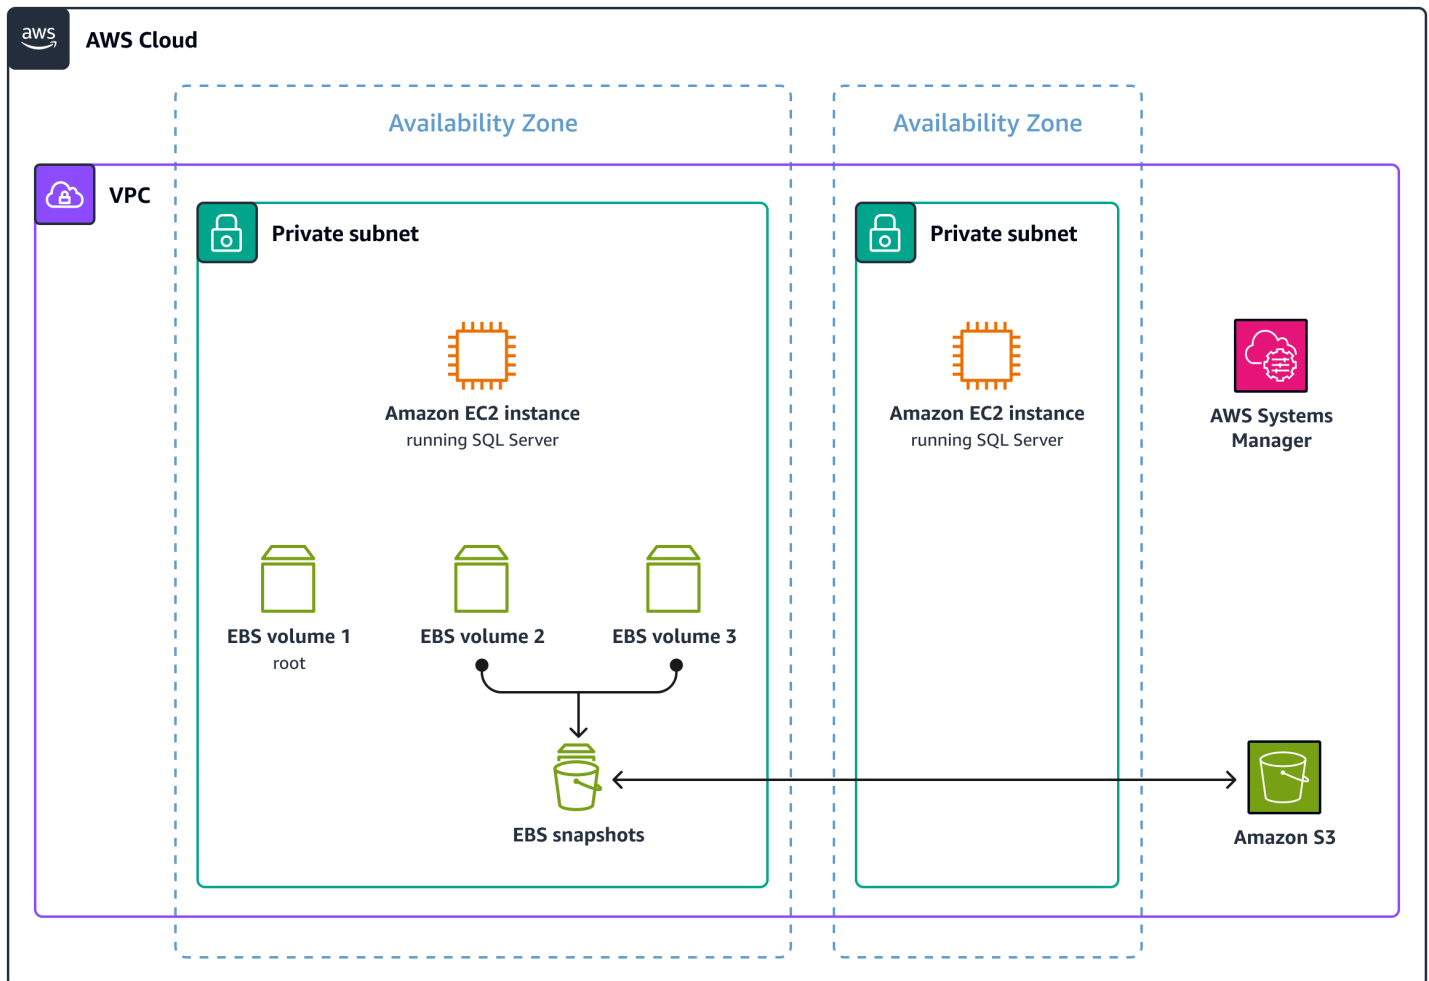 aws
AWS Cloud
Availability Zone
Availability Zone
VPC
Private subnet
Private subnet
Amazon EC2 instance
running SQL Server
Amazon EC2 instance
running SQL Server
AWS Systems
Manager
EBS volume 1
root
EBS volume 2
EBS volume 3
EBS snapshots
Amazon S3